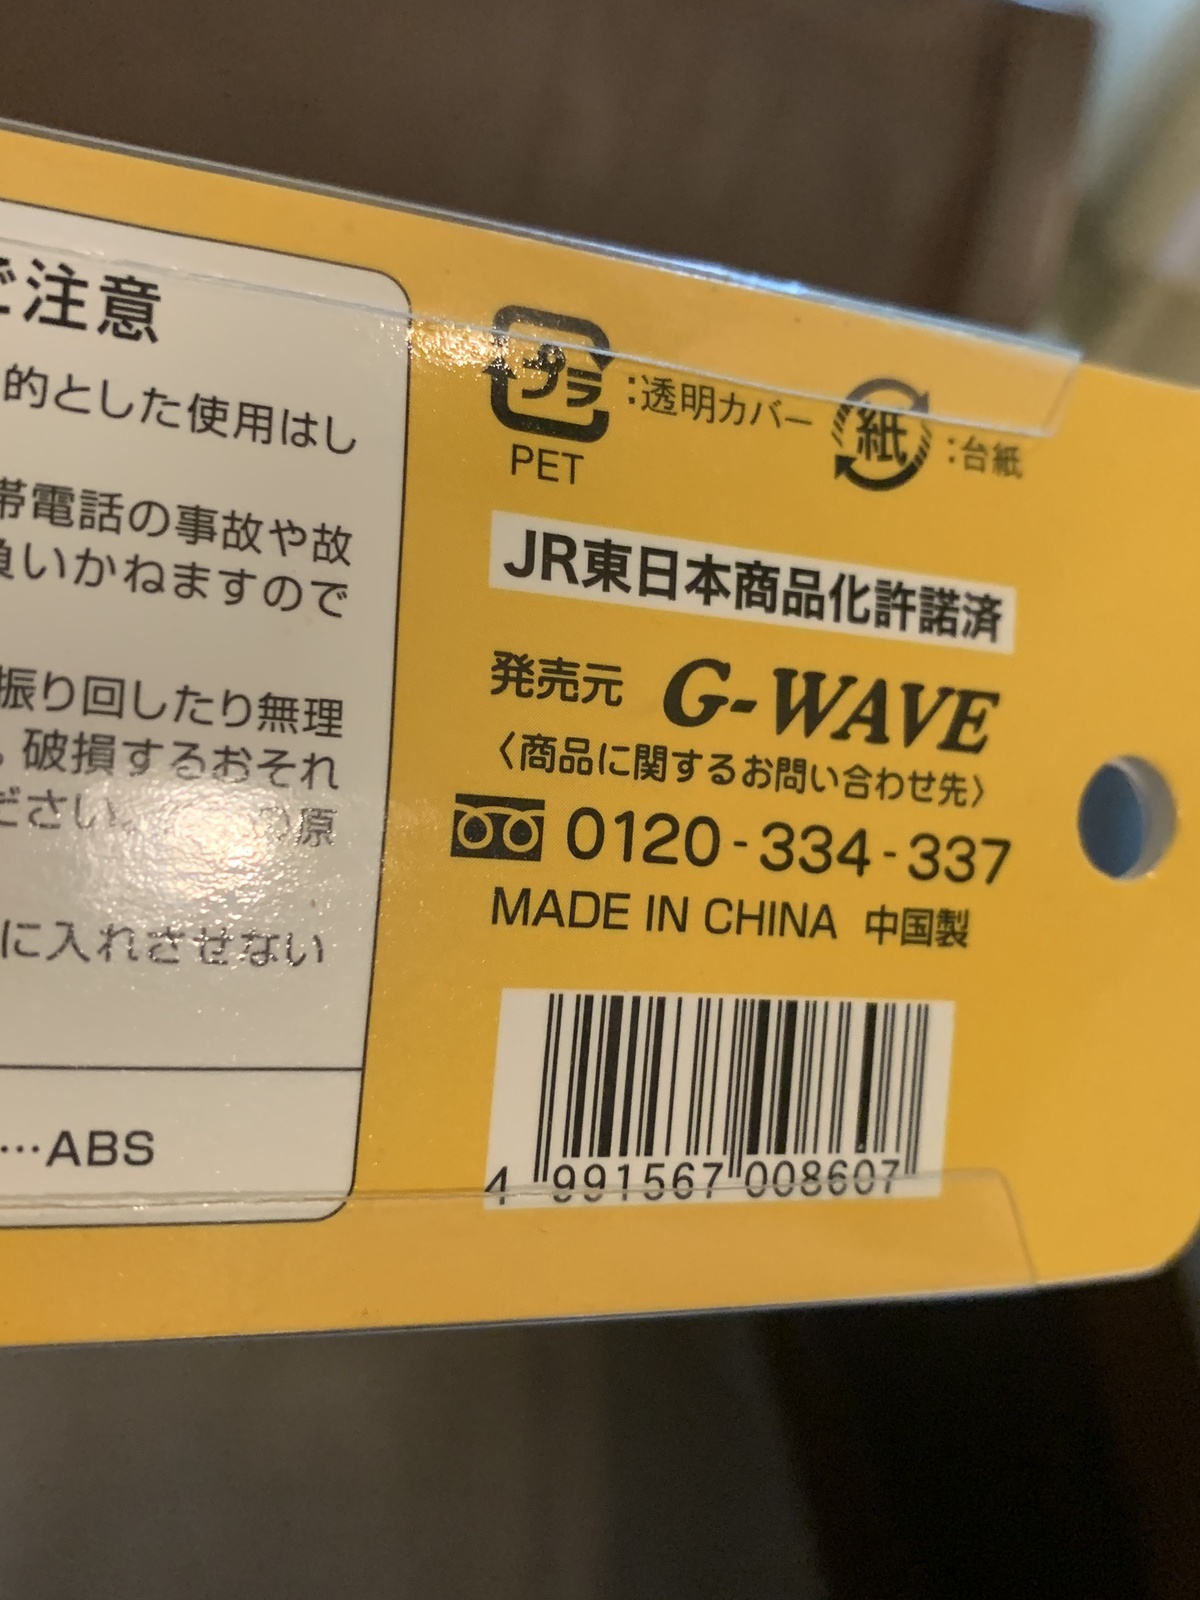 ご注意
的とした使用はし
帯電話の事故や故
負いかねますので
振り回したり無理
。破損するおそれ
ださい。 の原
に入れさせない
…ABS
プラ :透明カバー 紙 :台紙
PET
JR東日本商品化許諾済
発売元 G-WAVE
〈商品に関するお問い合わせ先〉
0120-334-337
MADE IN CHINA 中国製
4 991567 008607